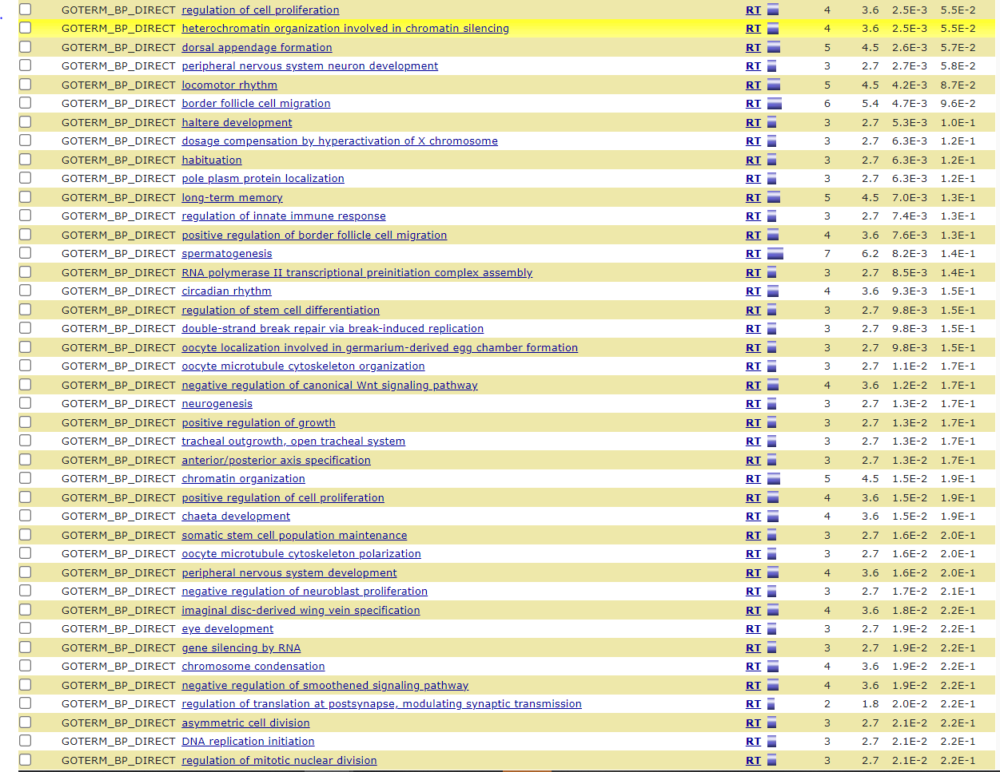 GOTERM_BP_DIRECT regulation of cell proliferation RT 4 3.6 2.5E-3 5.5E-2
GOTERM_BP_DIRECT heterochromatin organization involved in chromatin silencing RT 4 3.6 2.5E-3 5.5E-2
GOTERM_BP_DIRECT dorsal appendage formation RT 5 4.5 2.6E-3 5.7E-2
GOTERM_BP_DIRECT peripheral nervous system neuron development RT 3 2.7 2.7E-3 5.8E-2
GOTERM_BP_DIRECT locomotor rhythm RT 5 4.5 4.2E-3 8.7E-2
GOTERM_BP_DIRECT border follicle cell migration RT 6 5.4 4.7E-3 9.6E-2
GOTERM_BP_DIRECT haltere development RT 3 2.7 5.3E-3 1.0E-1
GOTERM_BP_DIRECT dosage compensation by hyperactivation of X chromosome RT 3 2.7 6.3E-3 1.2E-1
GOTERM_BP_DIRECT habituation RT 3 2.7 6.3E-3 1.2E-1
GOTERM_BP_DIRECT pole plasm protein localization RT 3 2.7 6.3E-3 1.2E-1
GOTERM_BP_DIRECT long-term memory RT 5 4.5 7.0E-3 1.3E-1
GOTERM_BP_DIRECT regulation of innate immune response RT 3 2.7 7.4E-3 1.3E-1
GOTERM_BP_DIRECT positive regulation of border follicle cell migration RT 4 3.6 7.6E-3 1.3E-1
GOTERM_BP_DIRECT spermatogenesis RT 7 6.2 8.2E-3 1.4E-1
GOTERM_BP_DIRECT RNA polymerase II transcriptional preinitiation complex assembly RT 3 2.7 8.5E-3 1.4E-1
GOTERM_BP_DIRECT circadian rhythm RT 4 3.6 9.3E-3 1.5E-1
GOTERM_BP_DIRECT regulation of stem cell differentiation RT 3 2.7 9.8E-3 1.5E-1
GOTERM_BP_DIRECT double-strand break repair via break-induced replication RT 3 2.7 9.8E-3 1.5E-1
GOTERM_BP_DIRECT oocyte localization involved in germarium-derived egg chamber formation RT 3 2.7 9.8E-3 1.5E-1
GOTERM_BP_DIRECT oocyte microtubule cytoskeleton organization RT 3 2.7 1.1E-2 1.7E-1
GOTERM_BP_DIRECT negative regulation of canonical Wnt signaling pathway RT 4 3.6 1.2E-2 1.7E-1
GOTERM_BP_DIRECT neurogenesis RT 3 2.7 1.3E-2 1.7E-1
GOTERM_BP_DIRECT positive regulation of growth RT 3 2.7 1.3E-2 1.7E-1
GOTERM_BP_DIRECT tracheal outgrowth, open tracheal system RT 3 2.7 1.3E-2 1.7E-1
GOTERM_BP_DIRECT anterior/posterior axis specification RT 3 2.7 1.3E-2 1.7E-1
GOTERM_BP_DIRECT chromatin organization RT 5 4.5 1.5E-2 1.9E-1
GOTERM_BP_DIRECT positive regulation of cell proliferation RT 4 3.6 1.5E-2 1.9E-1
GOTERM_BP_DIRECT chaeta development RT 4 3.6 1.5E-2 1.9E-1
GOTERM_BP_DIRECT somatic stem cell population maintenance RT 3 2.7 1.6E-2 2.0E-1
GOTERM_BP_DIRECT oocyte microtubule cytoskeleton polarization RT 3 2.7 1.6E-2 2.0E-1
GOTERM_BP_DIRECT peripheral nervous system development RT 4 3.6 1.6E-2 2.0E-1
GOTERM_BP_DIRECT negative regulation of neuroblast proliferation RT 3 2.7 1.7E-2 2.1E-1
GOTERM_BP_DIRECT imaginal disc-derived wing vein specification RT 4 3.6 1.8E-2 2.2E-1
GOTERM_BP_DIRECT eye development RT 3 2.7 1.9E-2 2.2E-1
GOTERM_BP_DIRECT gene silencing by RNA RT 3 2.7 1.9E-2 2.2E-1
GOTERM_BP_DIRECT chromosome condensation RT 4 3.6 1.9E-2 2.2E-1
GOTERM_BP_DIRECT negative regulation of smoothened signaling pathway RT 4 3.6 1.9E-2 2.2E-1
GOTERM_BP_DIRECT regulation of translation at postsynapse, modulating synaptic transmission RT 2 1.8 2.0E-2 2.2E-1
GOTERM_BP_DIRECT asymmetric cell division RT 3 2.7 2.1E-2 2.2E-1
GOTERM_BP_DIRECT DNA replication initiation RT 3 2.7 2.1E-2 2.2E-1
GOTERM_BP_DIRECT regulation of mitotic nuclear division RT 3 2.7 2.1E-2 2.2E-1